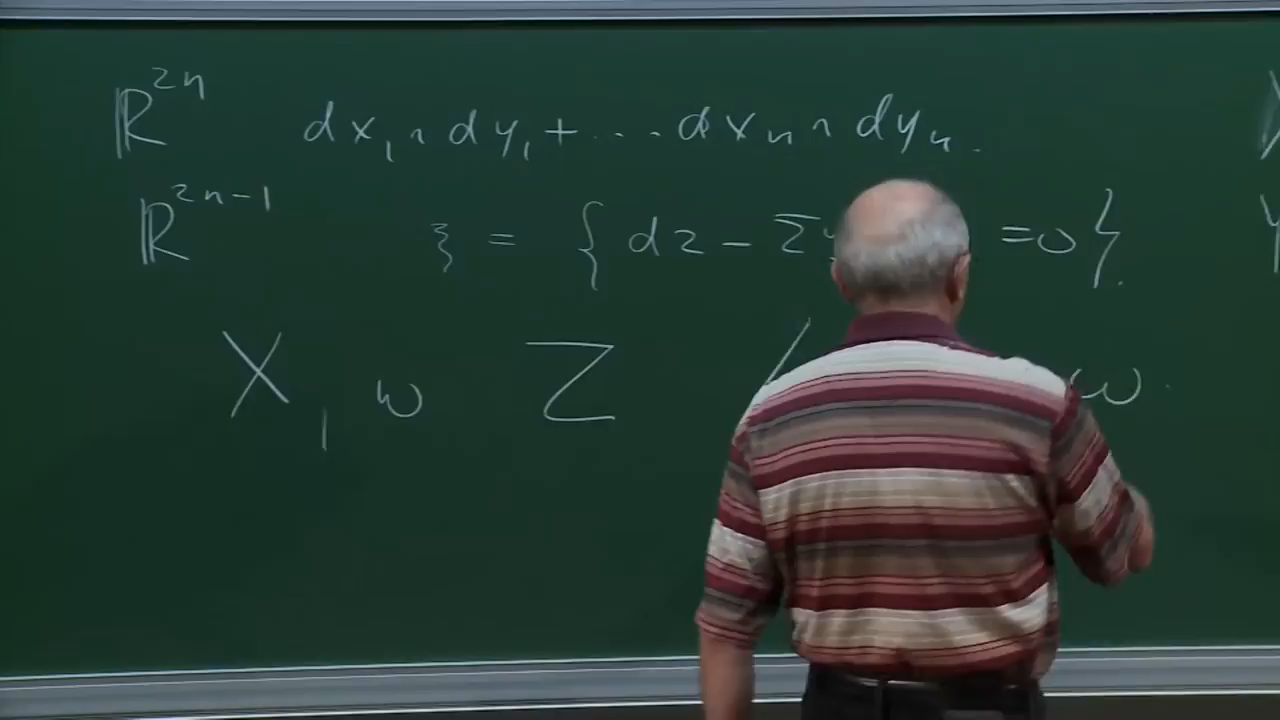 ℝ^{2n} dx₁ ∧ dy₁ + ... dxₙ ∧ dyₙ.
ℝ^{2n-1} ξ = { dz - Σ =0}.
X, ω Z ω.